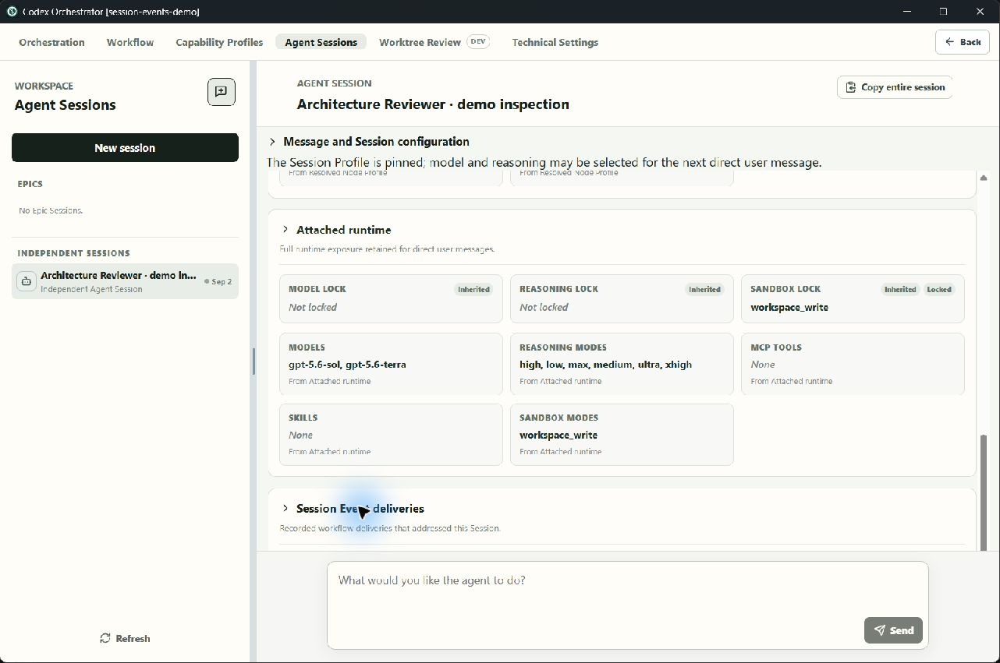 Codex Orchestrator [session-events-demo]
Orchestration Workflow Capability Profiles Agent Sessions Worktree Review DEV Technical Settings Back
WORKSPACE
Agent Sessions
New session
EPICS
No Epic Sessions.
INDEPENDENT SESSIONS
Architecture Reviewer · demo in... Sep 2
Independent Agent Session
Refresh
AGENT SESSION
Architecture Reviewer · demo inspection
Copy entire session
Message and Session configuration
The Session Profile is pinned; model and reasoning may be selected for the next direct user message.
From Resolved Node Profile From Resolved Node Profile
Attached runtime
Full runtime exposure retained for direct user messages.
MODEL LOCK Inherited
Not locked
REASONING LOCK Inherited
Not locked
SANDBOX LOCK Inherited Locked
workspace_write
MODELS
gpt-5.6-sol, gpt-5.6-terra
From Attached runtime
REASONING MODES
high, low, max, medium, ultra, xhigh
From Attached runtime
MCP TOOLS
None
From Attached runtime
SKILLS
None
From Attached runtime
SANDBOX MODES
workspace_write
From Attached runtime
Session Event deliveries
Recorded workflow deliveries that addressed this Session.
What would you like the agent to do?
Send